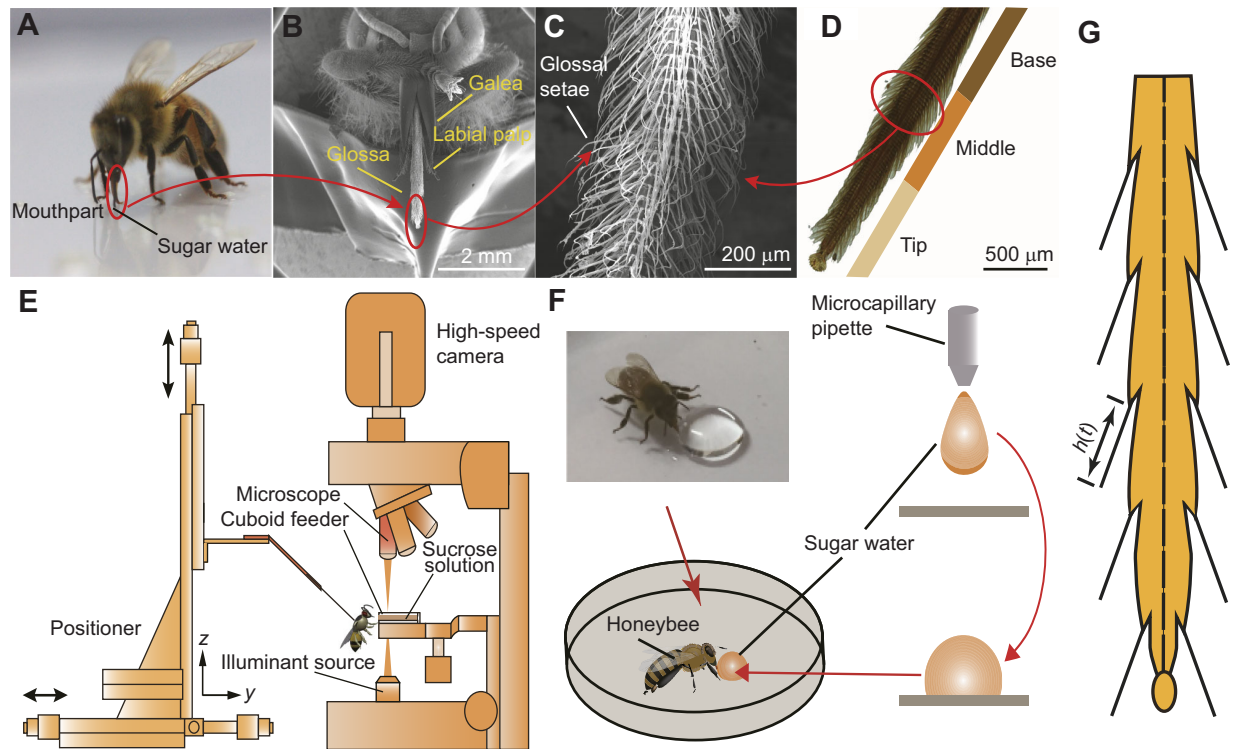 A
Mouthpart
Sugar water
B
Galea
Labial palp
Glossa
2 mm
C
Glossal
setae
200 μm
D
Base
Middle
Tip
500 μm
E
High-speed
camera
Microscope
Cuboid feeder
Sucrose
solution
Positioner
z
y
Illuminant source
F
Microcapillary
pipette
Sugar water
Honeybee
G
h(t)